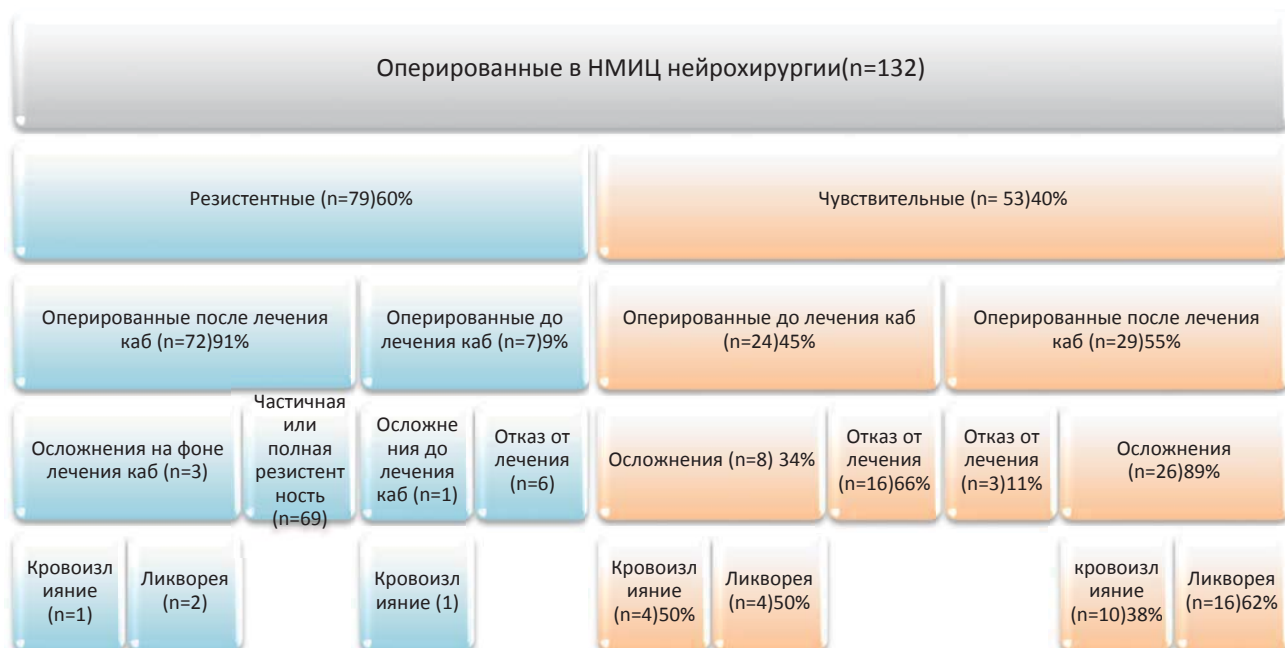 Оперированные в НМИЦ нейрохирургии(n=132)
Резистентные (n=79)60%
Чувствительные (n= 53)40%
Оперированные после лечения
каб (n=72)91%
Оперированные до
лечения каб (n=7)9%
Оперированные до лечения каб
(n=24)45%
Оперированные после лечения
каб (n=29)55%
Осложнения на фоне
лечения каб (n=3)
Частичная
или
полная
резистент
ность
(n=69)
Осложне
ния до
лечения
каб (n=1)
Отказ от
лечения
(n=6)
Осложнения (n=8) 34%
Отказ от
лечения
(n=16)66%
Отказ от
лечения
(n=3)11%
Осложнения
(n=26)89%
Кровоизл
ияние
(n=1)
Ликворея
(n=2)
Кровоизл
ияние (1)
Кровоизл
ияние
(n=4)50%
Ликворея
(n=4)50%
кровоизл
ияние
(n=10)38%
Ликворея
(n=16)62%